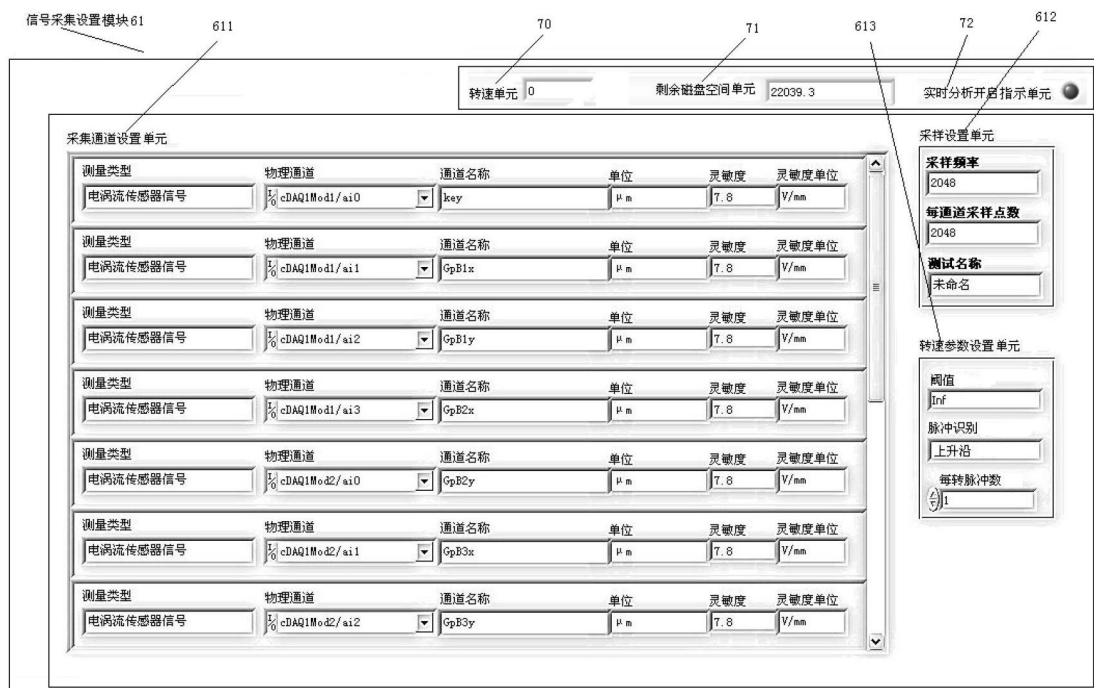 信号采集设置模块61
611
70
71
613
72
612
转速单元 0
剩余磁盘空间单元 22039.3
实时分析开启指示单元
采集通道设置单元
测量类型 物理通道 通道名称 单位 灵敏度 灵敏度单位
电涡流传感器信号 I/O cDAQ1Mod1/ai0 key μm 7.8 V/mm
测量类型 物理通道 通道名称 单位 灵敏度 灵敏度单位
电涡流传感器信号 I/O cDAQ1Mod1/ai1 GpB1x μm 7.8 V/mm
测量类型 物理通道 通道名称 单位 灵敏度 灵敏度单位
电涡流传感器信号 I/O cDAQ1Mod1/ai2 GpB1y μm 7.8 V/mm
测量类型 物理通道 通道名称 单位 灵敏度 灵敏度单位
电涡流传感器信号 I/O cDAQ1Mod1/ai3 GpB2x μm 7.8 V/mm
测量类型 物理通道 通道名称 单位 灵敏度 灵敏度单位
电涡流传感器信号 I/O cDAQ1Mod2/ai0 GpB2y μm 7.8 V/mm
测量类型 物理通道 通道名称 单位 灵敏度 灵敏度单位
电涡流传感器信号 I/O cDAQ1Mod2/ai1 GpB3x μm 7.8 V/mm
测量类型 物理通道 通道名称 单位 灵敏度 灵敏度单位
电涡流传感器信号 I/O cDAQ1Mod2/ai2 GpB3y μm 7.8 V/mm
采样设置单元
采样频率
2048
每通道采样点数
2048
测试名称
未命名
转速参数设置单元
阈值
Inf
脉冲识别
上升沿
每转脉冲数
1